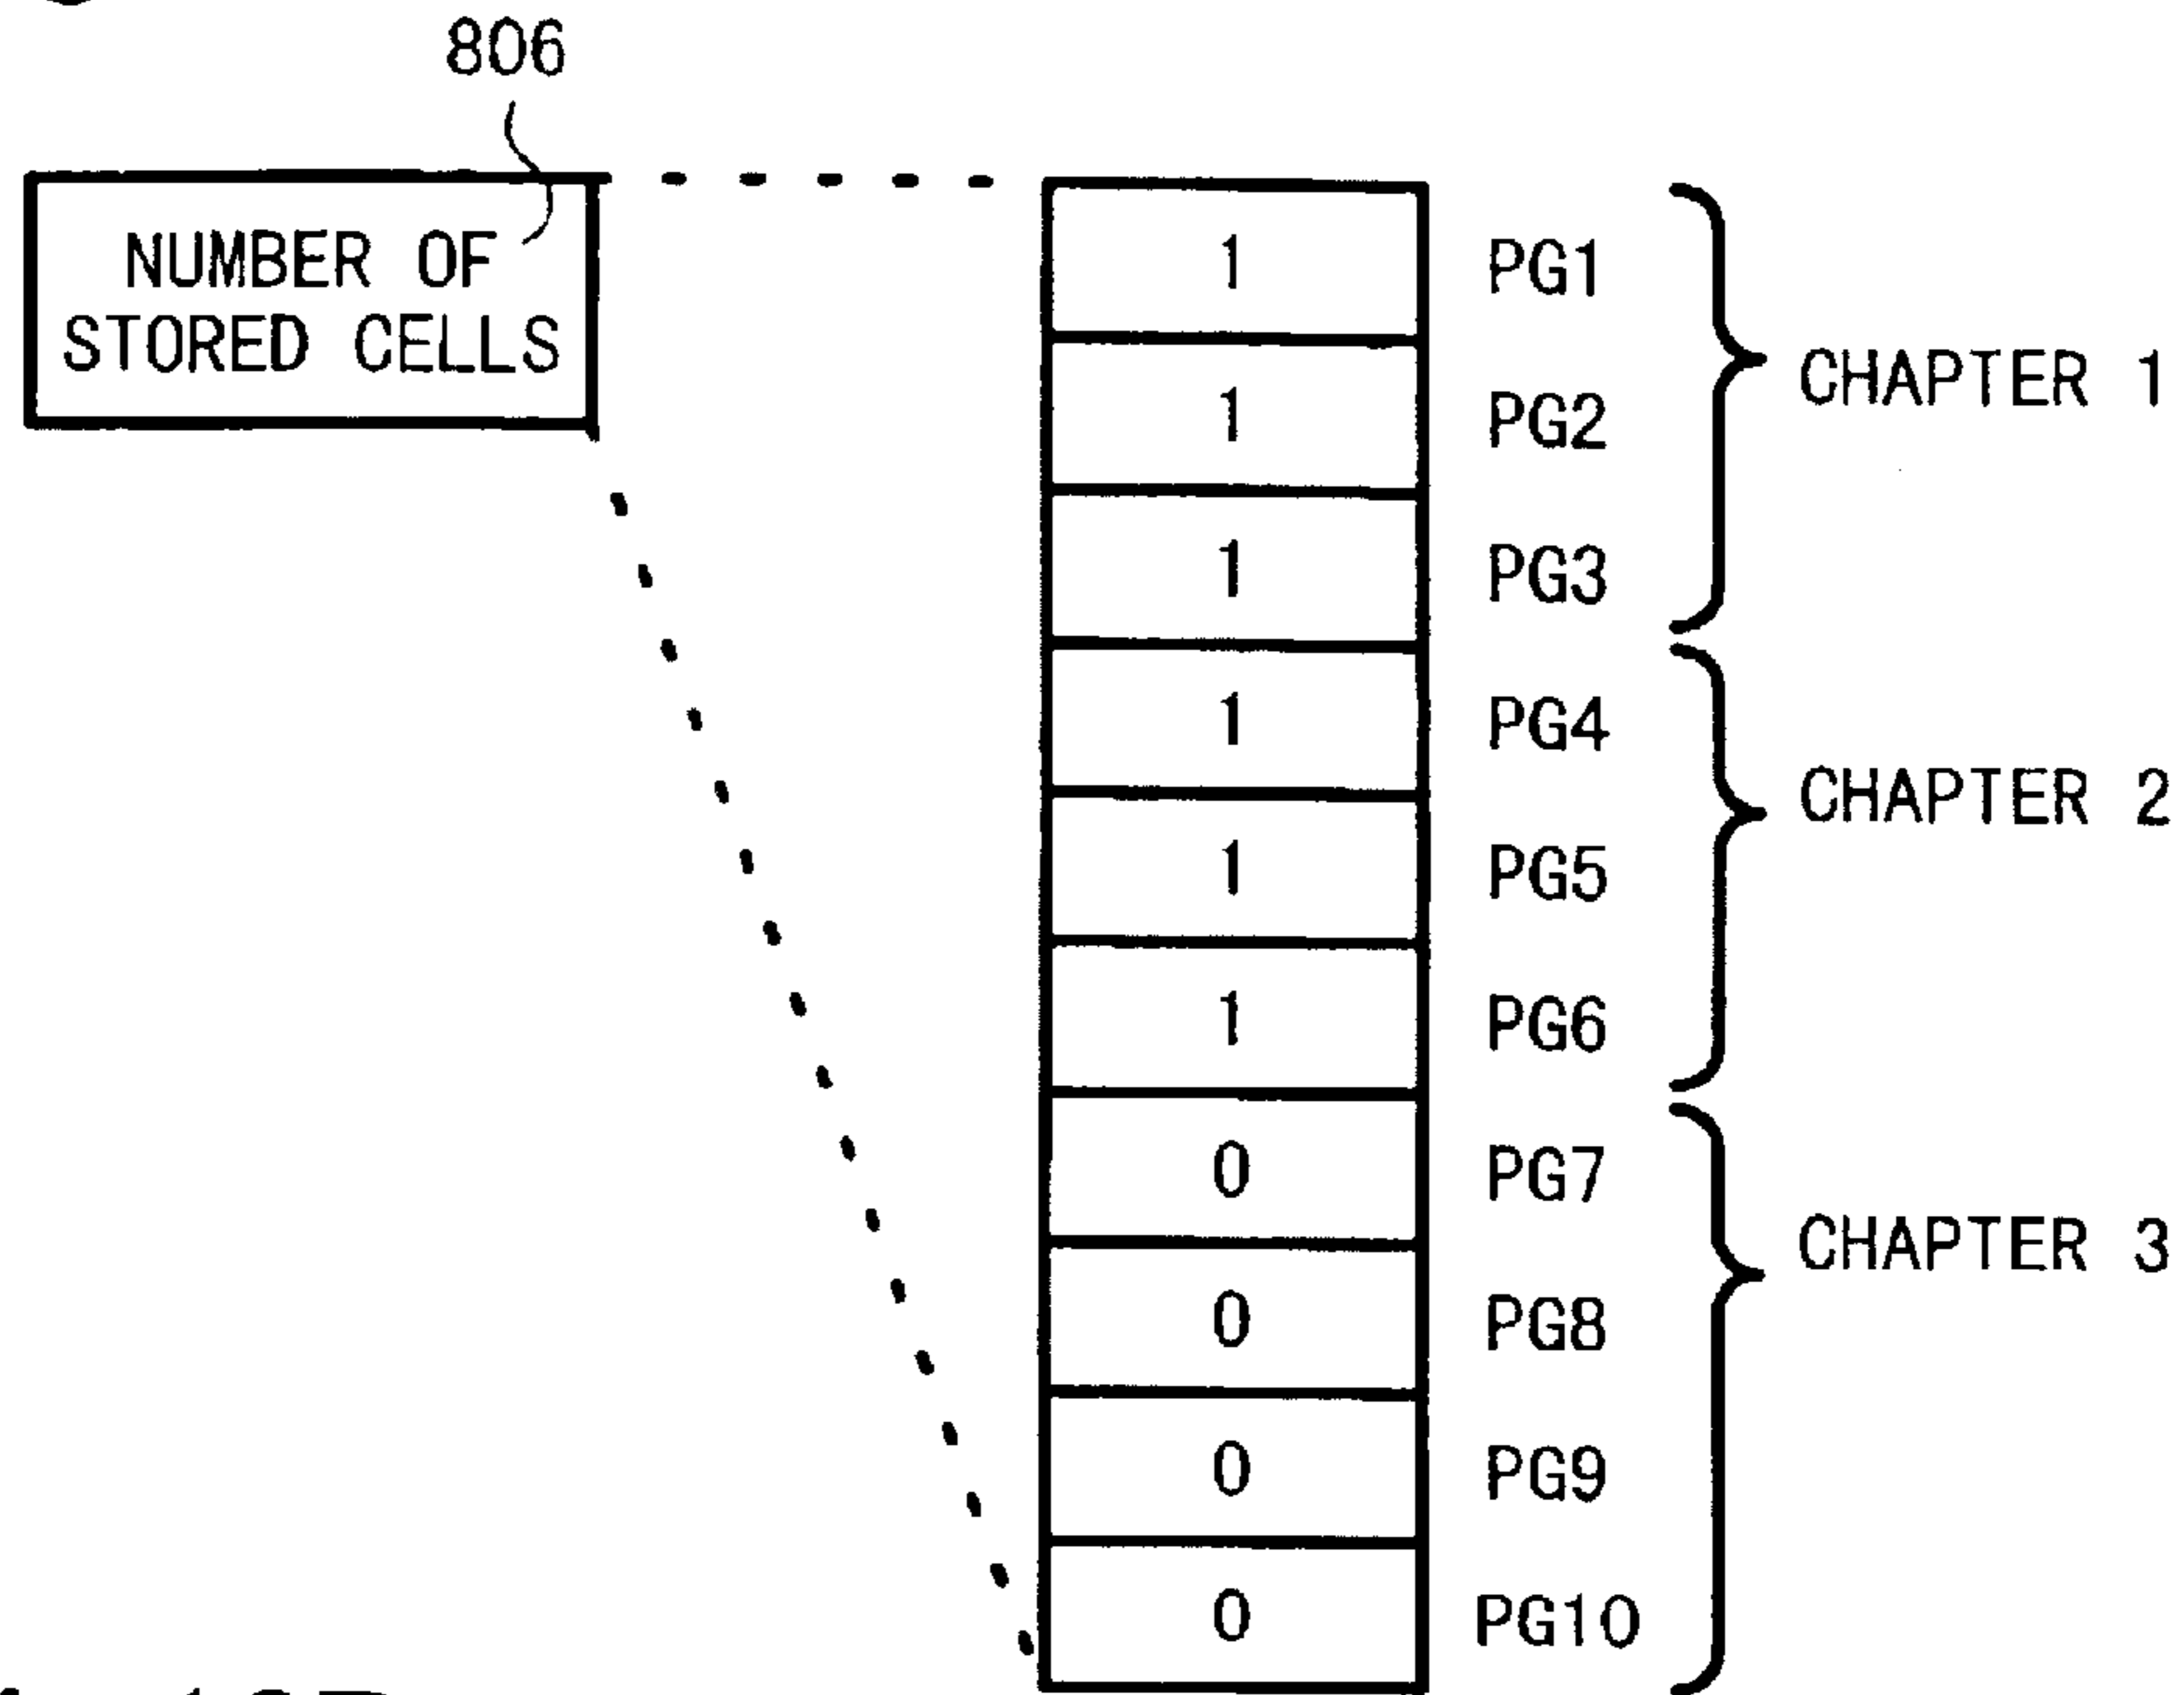 806
NUMBER OF
STORED CELLS
1 PG1
1 PG2
1 PG3
CHAPTER 1
1 PG4
1 PG5
1 PG6
CHAPTER 2
0 PG7
0 PG8
0 PG9
0 PG10
CHAPTER 3